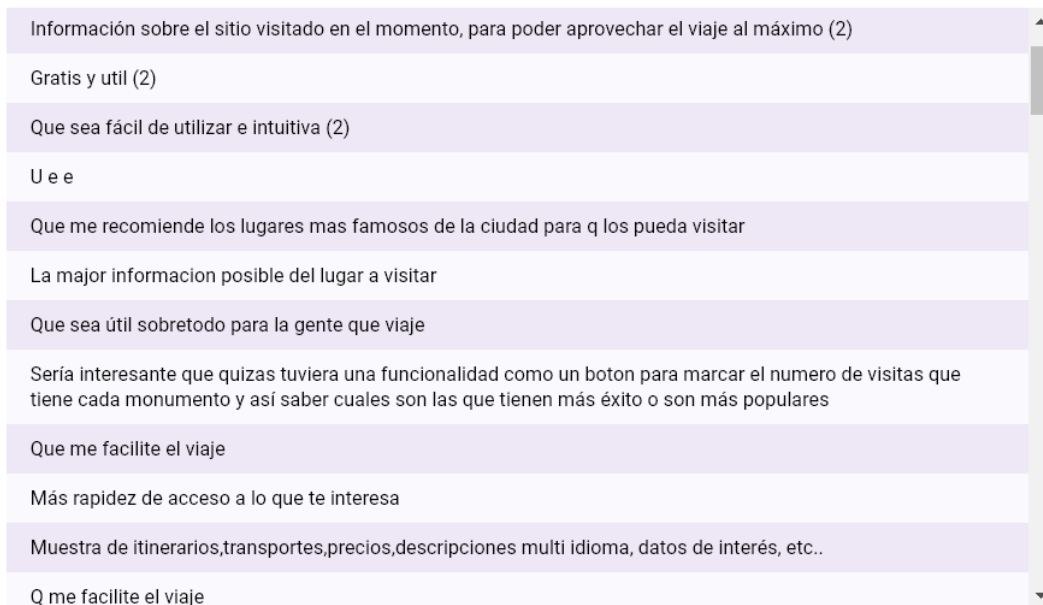 Información sobre el sitio visitado en el momento, para poder aprovechar el viaje al máximo (2)
Gratis y util (2)
Que sea fácil de utilizar e intuitiva (2)
U e e
Que me recomiende los lugares mas famosos de la ciudad para q los pueda visitar
La major informacion posible del lugar a visitar
Que sea útil sobretodo para la gente que viaje
Sería interesante que quizas tuviera una funcionalidad como un boton para marcar el numero de visitas que
tiene cada monumento y así saber cuales son las que tienen más éxito o son más populares
Que me facilite el viaje
Más rapidez de acceso a lo que te interesa
Muestra de itinerarios,transportes,precios,descripciones multi idioma, datos de interés, etc..
Q me facilite el viaje